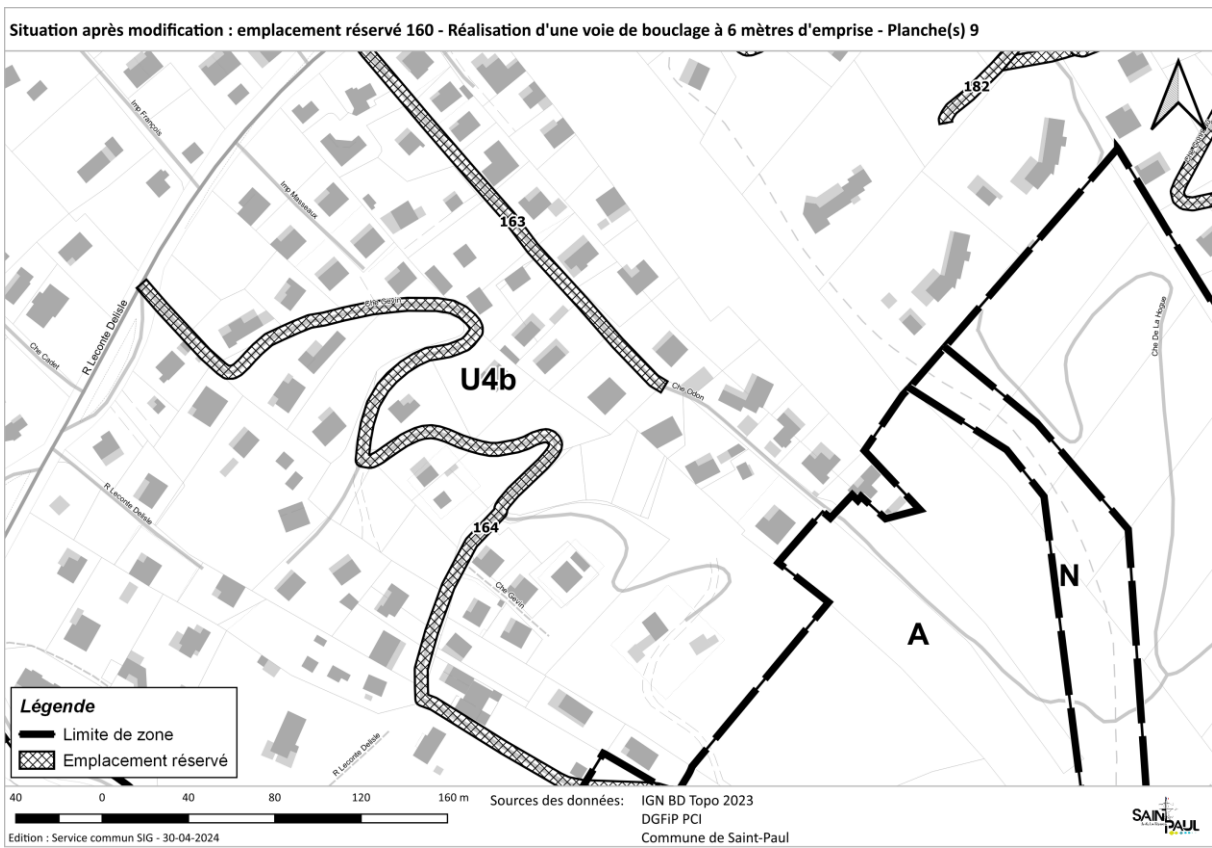 Situation après modification : emplacement réservé 160 - Réalisation d'une voie de bouclage à 6 mètres d'emprise - Planche(s) 9
182
Imp François
Imp Masseaux
163
R Leconte Delisle
Che Cadet
U4b
Che Odon
Che De La Hogue
R Leconte Delisle
164
Che Gevin
N
A
R Leconte Delisle
Légende
Limite de zone
Emplacement réservé
40 0 40 80 120 160 m
Sources des données: IGN BD Topo 2023
DGFiP PCI
Commune de Saint-Paul
Edition : Service commun SIG - 30-04-2024
SAINT
PAUL